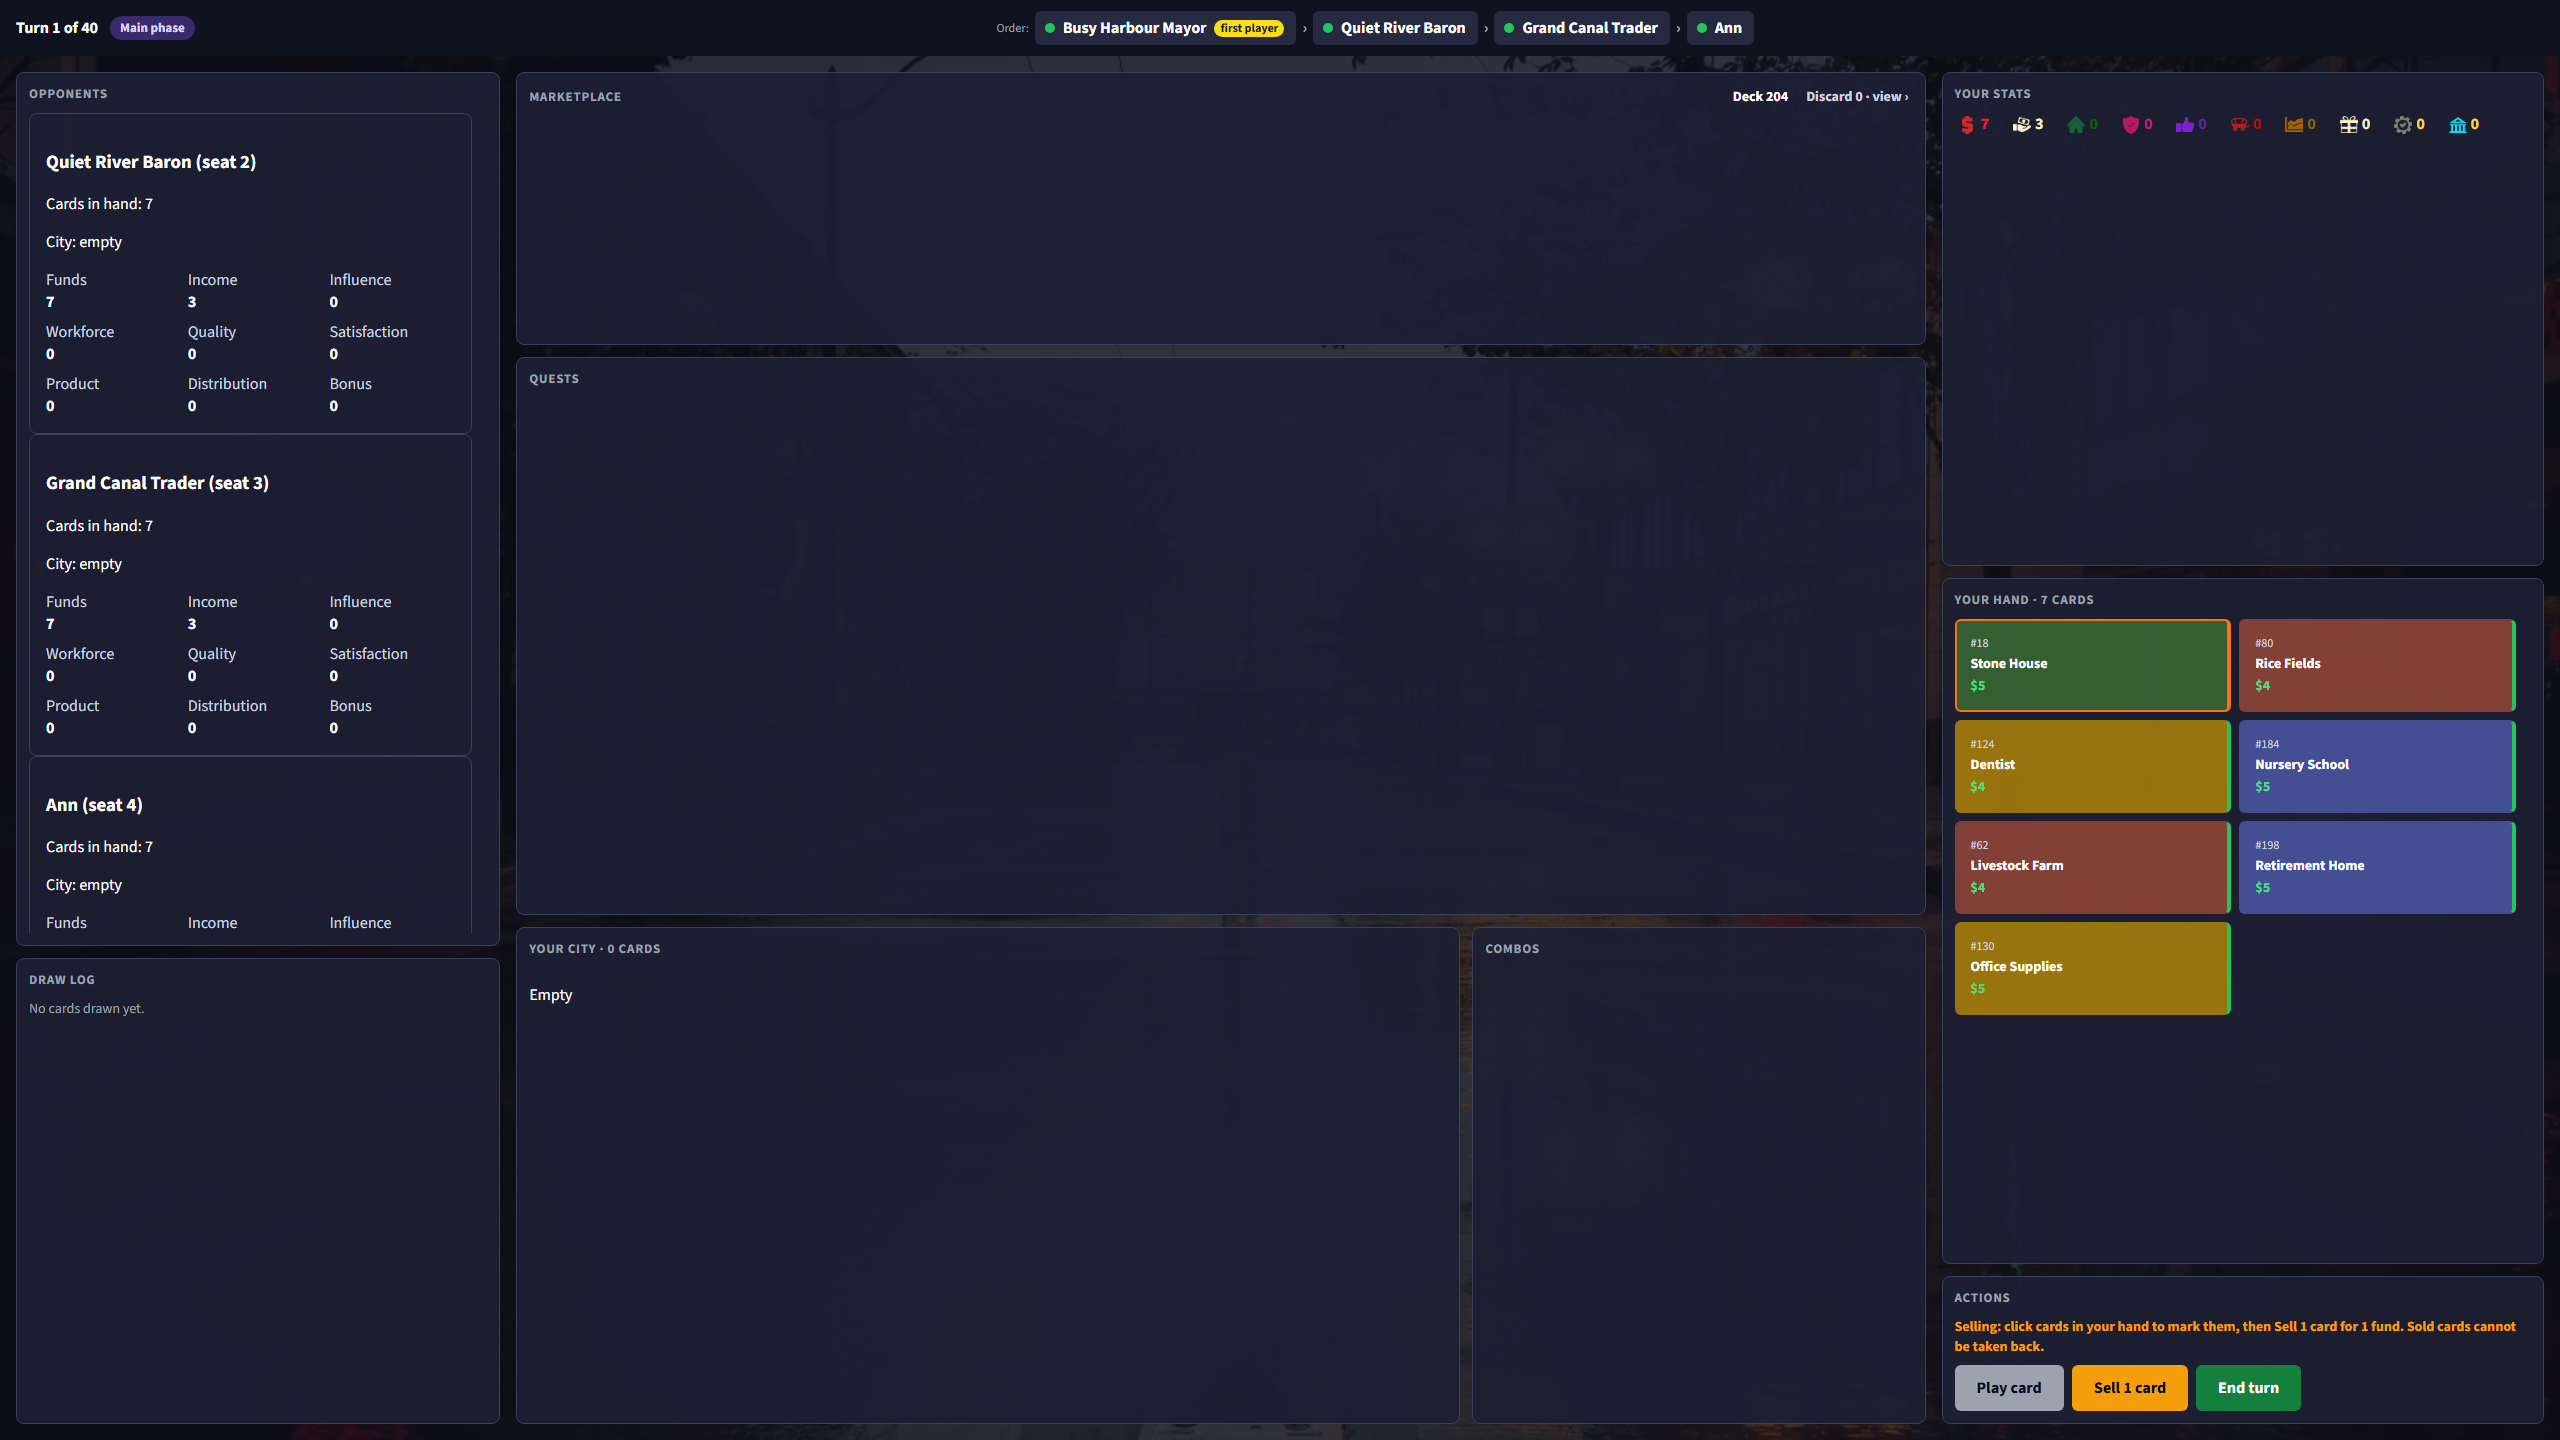 Turn 1 of 40
Main phase
Order:
Busy Harbour Mayor
first player
›
Quiet River Baron
›
Grand Canal Trader
›
Ann
OPPONENTS
Quiet River Baron (seat 2)
Cards in hand: 7
City: empty
Funds Income Influence
7 3 0
Workforce Quality Satisfaction
0 0 0
Product Distribution Bonus
0 0 0
Grand Canal Trader (seat 3)
Cards in hand: 7
City: empty
Funds Income Influence
7 3 0
Workforce Quality Satisfaction
0 0 0
Product Distribution Bonus
0 0 0
Ann (seat 4)
Cards in hand: 7
City: empty
Funds Income Influence
DRAW LOG
No cards drawn yet.
MARKETPLACE
Deck 204
Discard 0 · view ›
QUESTS
YOUR CITY · 0 CARDS
Empty
COMBOS
YOUR STATS
7 3 0 0 0 0 0 0 0 0
YOUR HAND · 7 CARDS
#18
Stone House
$5
#80
Rice Fields
$4
#124
Dentist
$4
#184
Nursery School
$5
#62
Livestock Farm
$4
#198
Retirement Home
$5
#130
Office Supplies
$5
ACTIONS
Selling: click cards in your hand to mark them, then Sell 1 card for 1 fund. Sold cards cannot
be taken back.
Play card
Sell 1 card
End turn